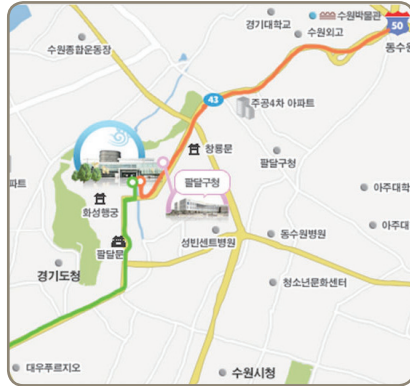 경기대학교
수원박물관
수원외고
50
동수원
수원종합운동장
43
주공4차 아파트
창룡문
팔달구청
팔달구청
아주대학
화성행궁
아주대
파트
성빈센트병원
동수원병원
팔달문
경기도청
청소년문화센터
대우푸르지오
수원시청